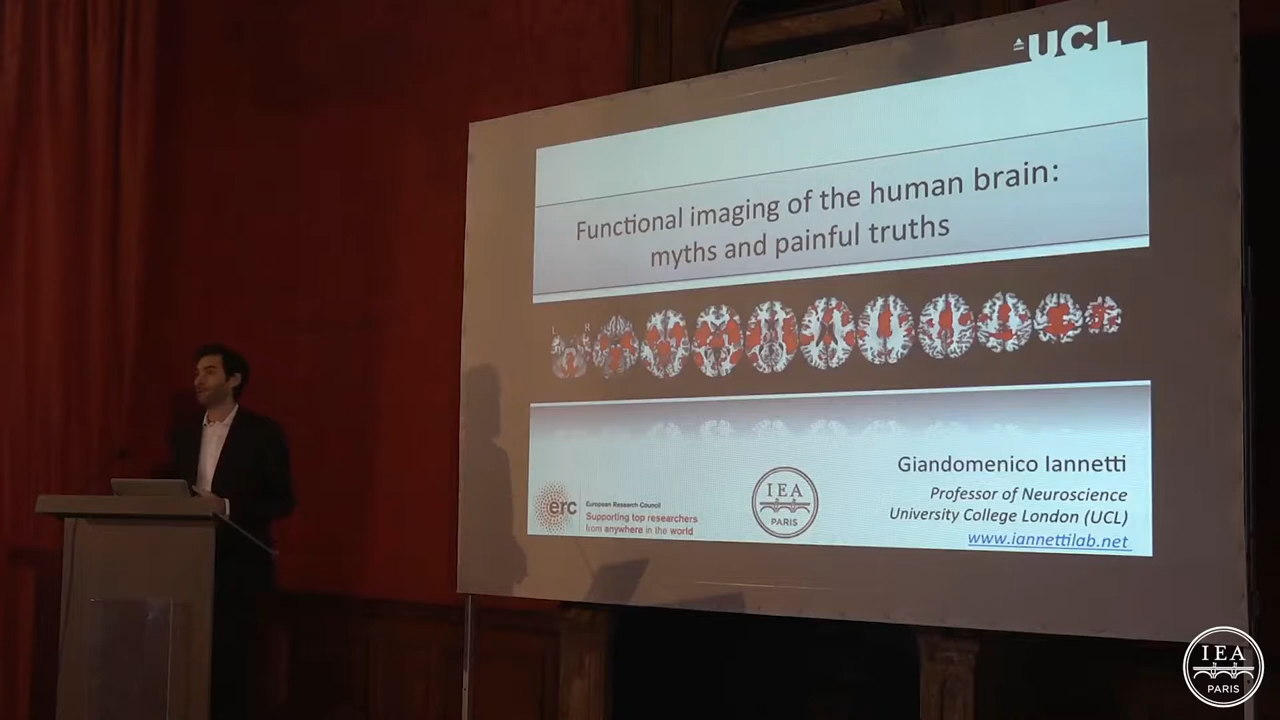 UCL
Functional imaging of the human brain:
myths and painful truths
L R
Giandomenico Iannetti
Professor of Neuroscience
University College London (UCL)
www.iannettilab.net
erc
European Research Council
Supporting top researchers
from anywhere in the world
IEA
PARIS
IEA
PARIS